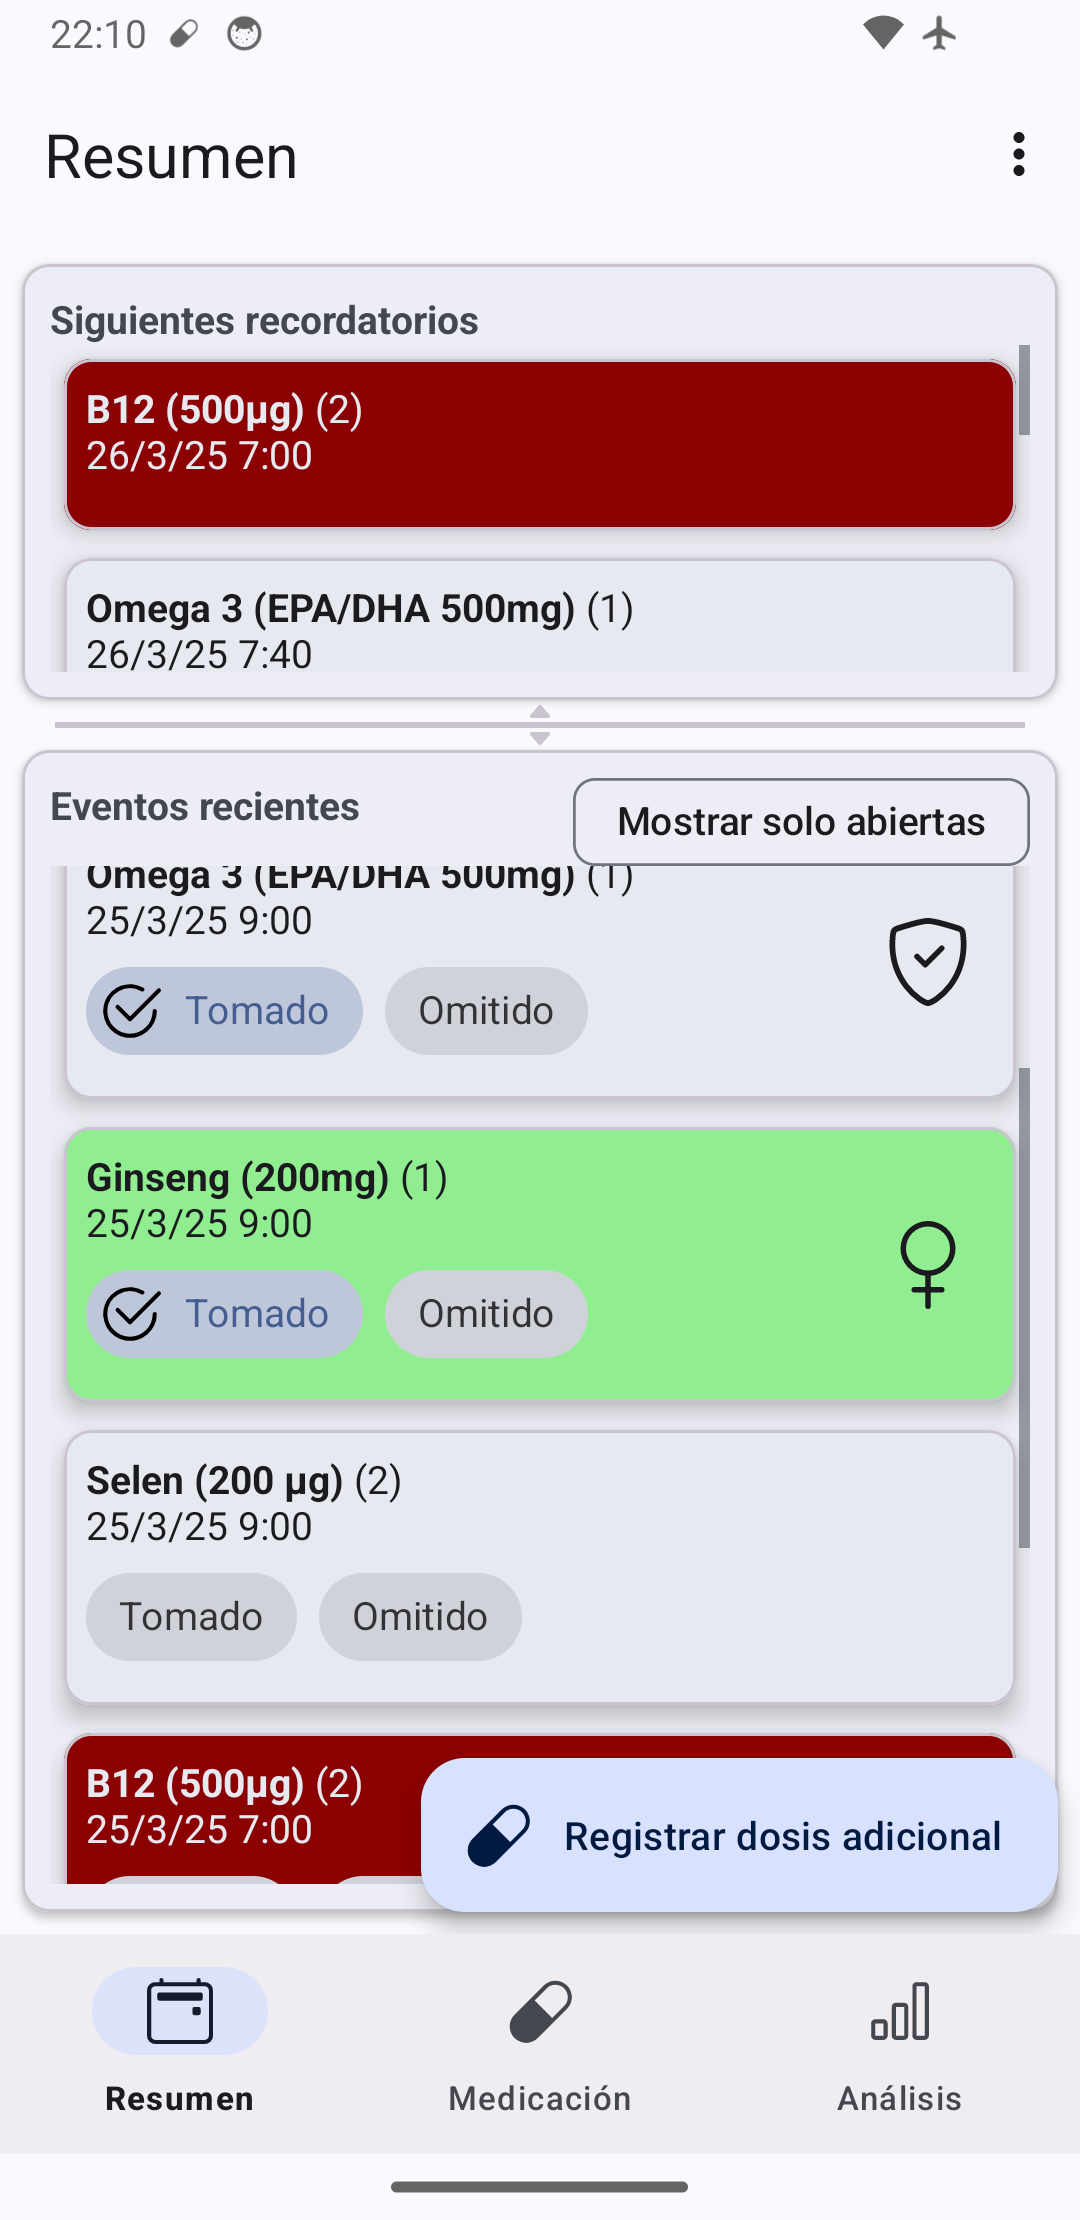 22:10
Resumen
Siguientes recordatorios
B12 (500µg) (2)
26/3/25 7:00
Omega 3 (EPA/DHA 500mg) (1)
26/3/25 7:40
Eventos recientes
Mostrar solo abiertas
Omega 3 (EPA/DHA 500mg) (1)
25/3/25 9:00
Tomado
Omitido
Ginseng (200mg) (1)
25/3/25 9:00
Tomado
Omitido
Selen (200 µg) (2)
25/3/25 9:00
Tomado
Omitido
B12 (500µg) (2)
25/3/25 7:00
Registrar dosis adicional
Resumen
Medicación
Análisis